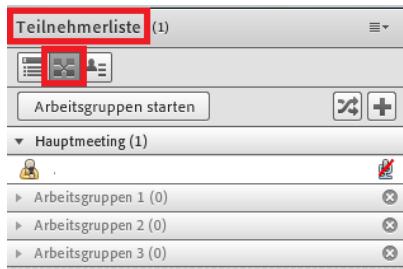 Teilnehmerliste (1)
Arbeitsgruppen starten
Hauptmeeting (1)
Arbeitsgruppen 1 (0)
Arbeitsgruppen 2 (0)
Arbeitsgruppen 3 (0)